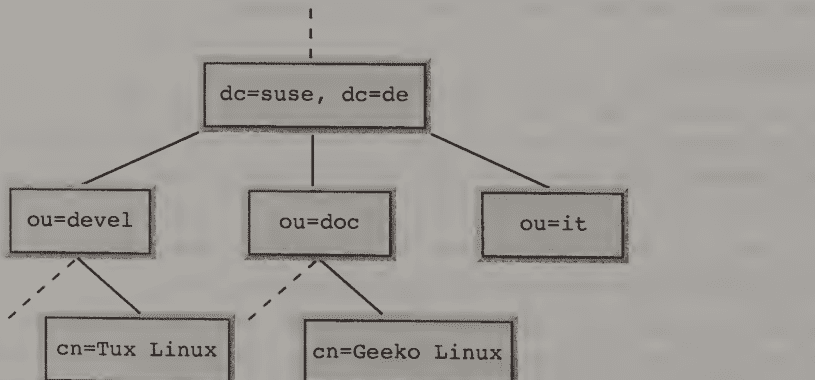 dc=suse, dc=de
ou=devel
ou=doc
ou=it
cn=Tux Linux
cn=Geeko Linux